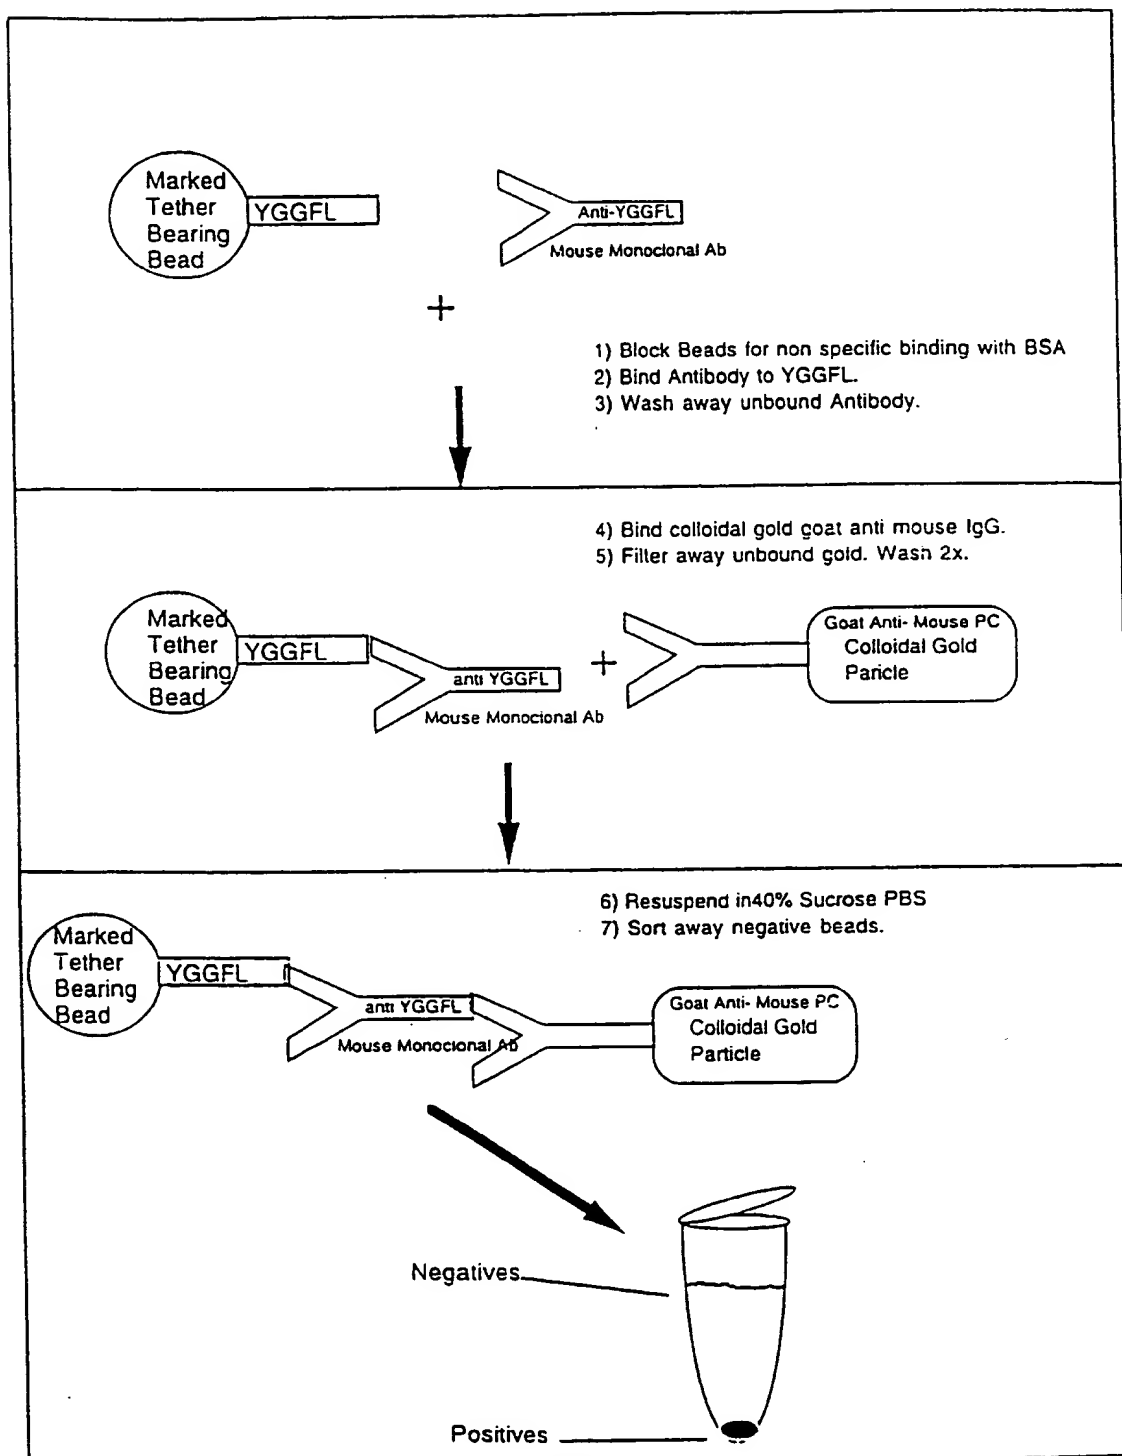 Marked
Tether
Bearing
Bead
YGGFL
Anti-YGGFL
Mouse Monoclonal Ab
+
1) Block Beads for non specific binding with BSA
2) Bind Antibody to YGGFL.
3) Wash away unbound Antibody.
4) Bind colloidal gold goat anti mouse IgG.
5) Filter away unbound gold. Wash 2x.
Marked
Tether
Bearing
Bead
YGGFL
anti YGGFL
Mouse Monoclonal Ab
+
Goat Anti- Mouse PC
Colloidal Gold
Paricle
6) Resuspend in40% Sucrose PBS
7) Sort away negative beads.
Marked
Tether
Bearing
Bead
YGGFL
anti YGGFL
Mouse Monoclonal Ab
Goat Anti- Mouse PC
Colloidal Gold
Particle
Negatives
Positives